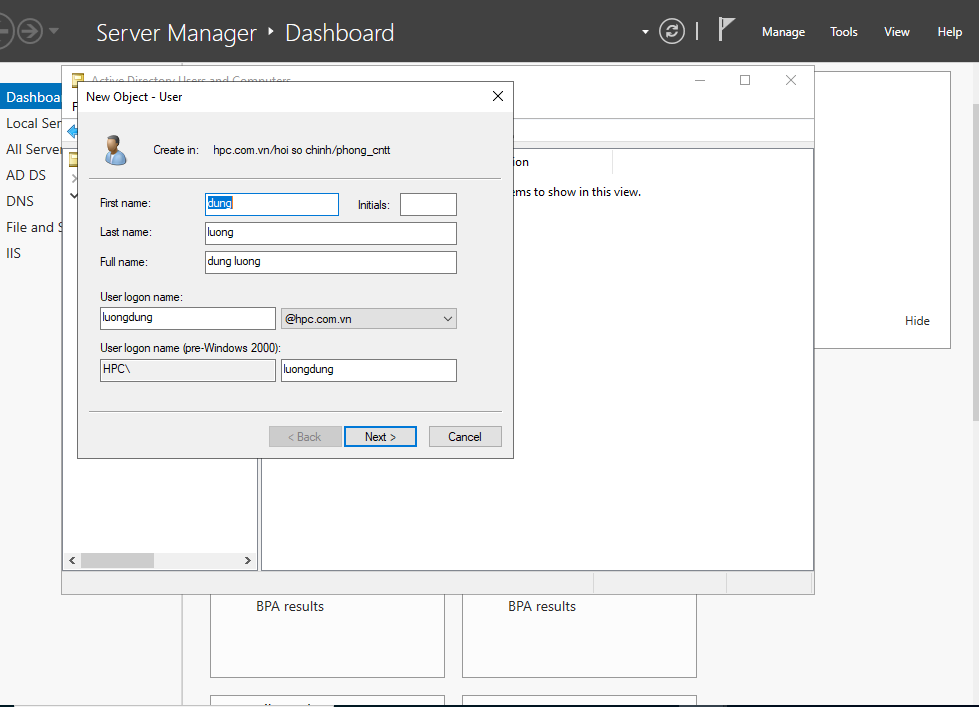 Server Manager ‣ Dashboard
Manage Tools View Help
Active Directory Users and Computers
New Object - User
Dashboa
Local Ser
All Server
AD DS
DNS
File and S
IIS
F
Create in: hpc.com.vn/hoi so chinh/phong_cntt
ion
ems to show in this view.
First name: dung Initials:
Last name: luong
Full name: dung luong
User logon name:
luongdung @hpc.com.vn
User logon name (pre-Windows 2000):
HPC\ luongdung
Hide
< Back Next > Cancel
BPA results BPA results